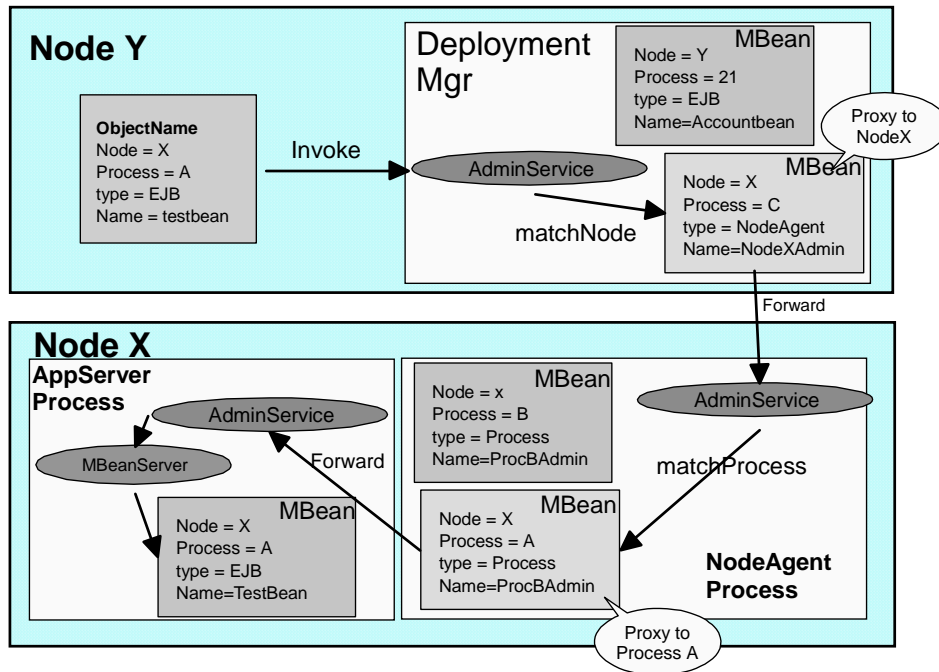 Node Y
Deployment
Mgr
MBean
Node = Y
Process = 21
type = EJB
Name=Accountbean
Proxy to
NodeX
ObjectName
Node = X
Process = A
type = EJB
Name = testbean
Invoke
AdminService
matchNode
MBean
Node = X
Process = C
type = NodeAgent
Name=NodeXAdmin
Forward
Node X
AppServer
Process
AdminService
MBeanServer
Forward
MBean
Node = X
Process = A
type = EJB
Name=TestBean
MBean
Node = x
Process = B
type = Process
Name=ProcBAdmin
AdminService
matchProcess
MBean
Node = X
Process = A
type = Process
Name=ProcBAdmin
NodeAgent
Process
Proxy to
Process A